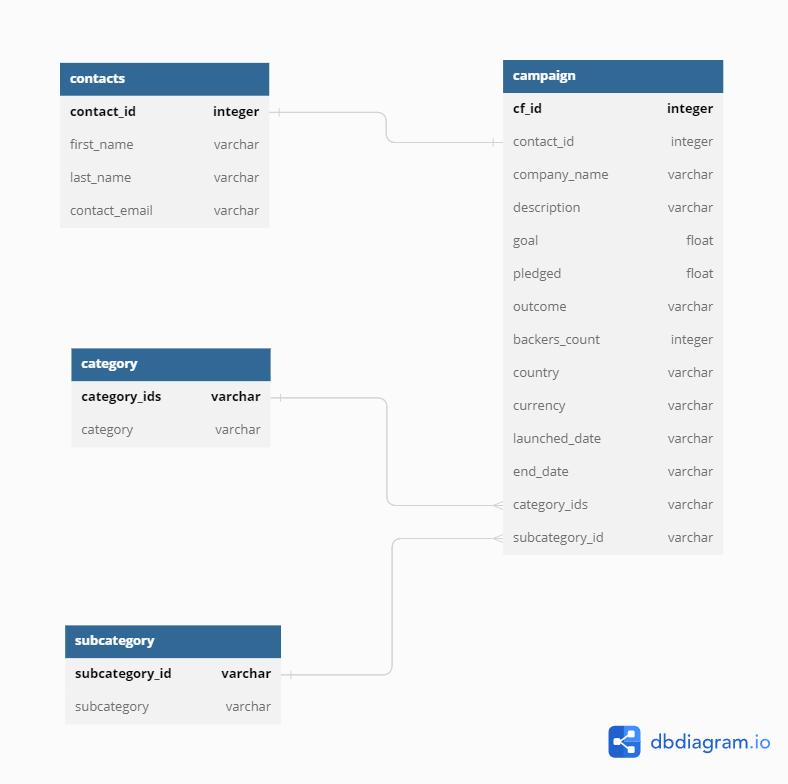 contacts
contact_id integer
first_name varchar
last_name varchar
contact_email varchar
campaign
cf_id integer
contact_id integer
company_name varchar
description varchar
goal float
pledged float
outcome varchar
backers_count integer
country varchar
currency varchar
launched_date varchar
end_date varchar
category_ids varchar
subcategory_id varchar
category
category_ids varchar
category varchar
subcategory
subcategory_id varchar
subcategory varchar
dbdiagram.io